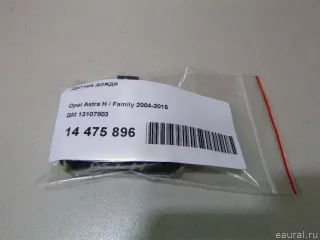 Датчик дождя
Opel Astra H / Family 2004-2015
GM 13107803
14 475 896
eaural.ru